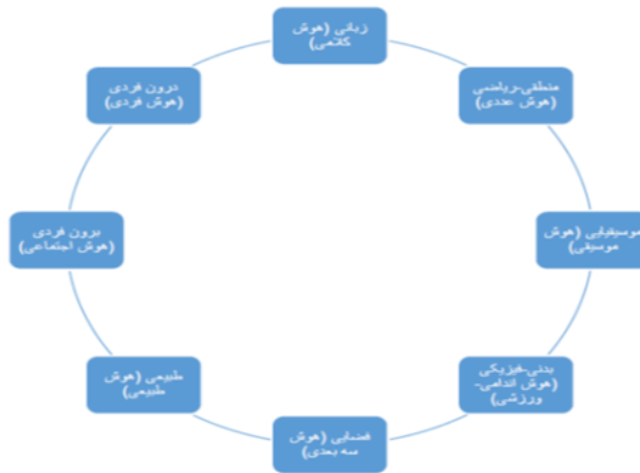 زبانی (هوش
کلامی)
منطقی-ریاضی
(هوش عددی)
موسیقیایی (هوش
موسیقی)
بدنی-فیزیکی
(هوش اندامی-
ورزشی)
فضایی (هوش
سه بعدی)
طبیعی (هوش
طبیعی)
برون فردی
(هوش اجتماعی)
درون فردی
(هوش فردی)